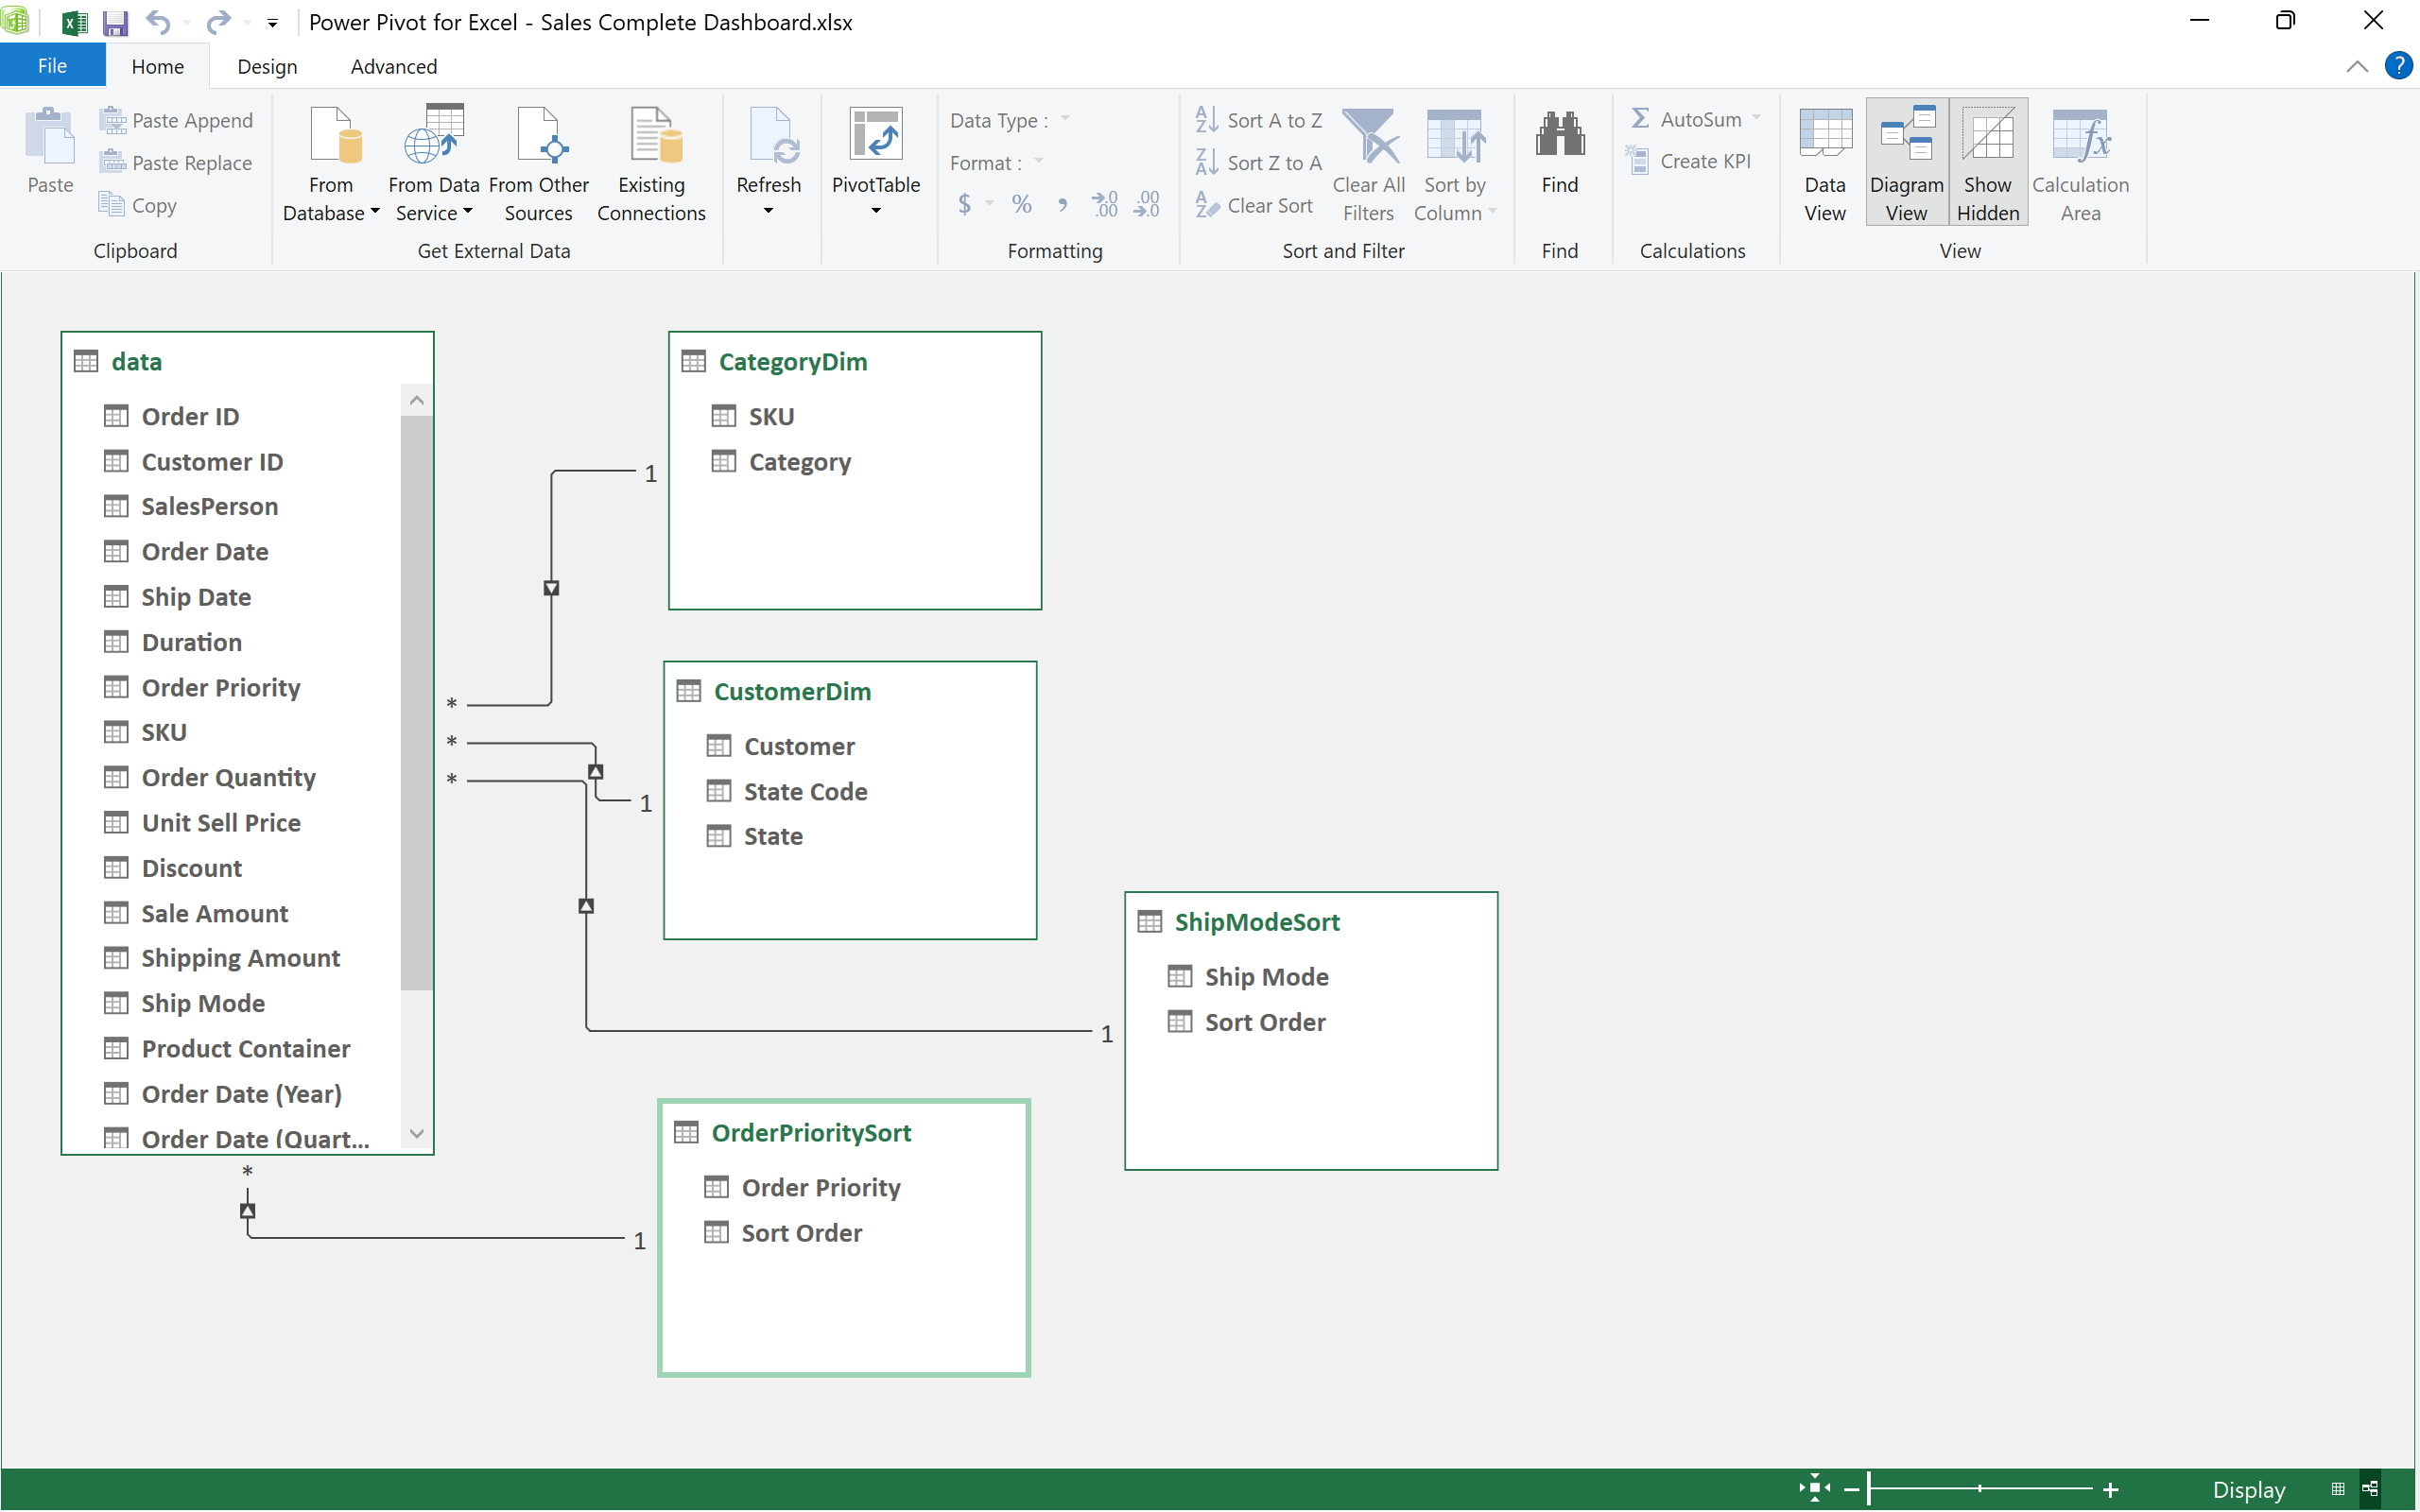 Power Pivot for Excel - Sales Complete Dashboard.xlsx
File
Home
Design
Advanced
?
Paste
Paste Append
Paste Replace
Copy
Clipboard
From
Database
From Data
Service
From Other
Sources
Existing
Connections
Get External Data
Refresh
PivotTable
Data Type :
Format :
$ % , .00 .00
Formatting
Sort A to Z
Sort Z to A
Clear Sort
Clear All
Filters
Sort by
Column
Sort and Filter
Find
Find
AutoSum
Create KPI
Calculations
Data
View
Diagram
View
Show
Hidden
Calculation
Area
View
data
Order ID
Customer ID
SalesPerson
Order Date
Ship Date
Duration
Order Priority
SKU
Order Quantity
Unit Sell Price
Discount
Sale Amount
Shipping Amount
Ship Mode
Product Container
Order Date (Year)
Order Date (Quart...
*
*
*
*
1
CategoryDim
SKU
Category
1
CustomerDim
Customer
State Code
State
1
ShipModeSort
Ship Mode
Sort Order
1
OrderPrioritySort
Order Priority
Sort Order
Display